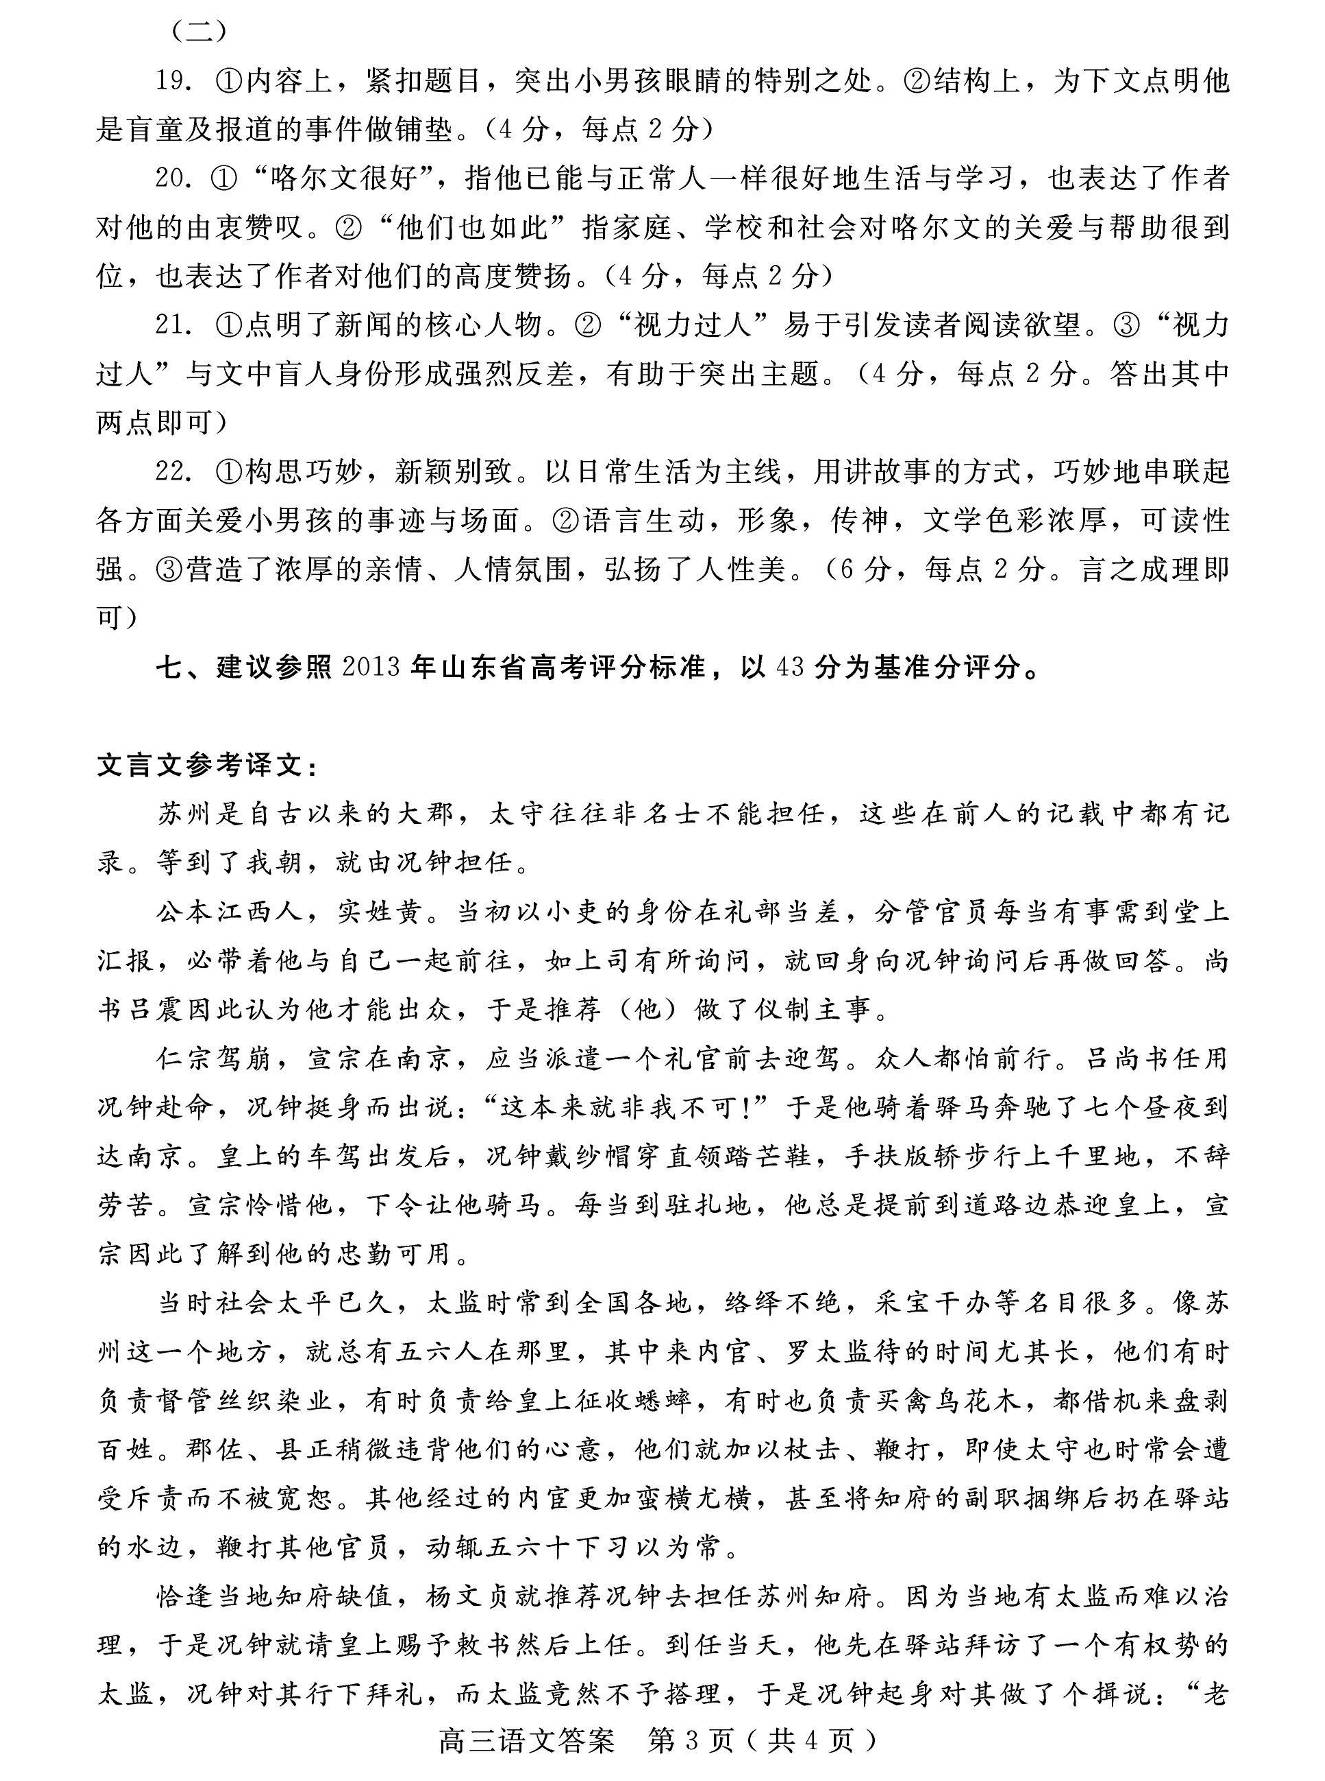 （二）
19．①内容上，紧扣题目，突出小男孩眼睛的特别之处。②结构上，为下文点明他
是盲童及报道的事件做铺垫。（4 分，每点 2 分）
20．①“咯尔文很好”，指他已能与正常人一样很好地生活与学习，也表达了作者
对他的由衷赞叹。②“他们也如此”指家庭、学校和社会对咯尔文的关爱与帮助很到
位，也表达了作者对他们的高度赞扬。（4 分，每点 2 分）
21．①点明了新闻的核心人物。②“视力过人”易于引发读者阅读欲望。③“视力
过人”与文中盲人身份形成强烈反差，有助于突出主题。（4 分，每点 2 分。答出其中
两点即可）
22．①构思巧妙，新颖别致。以日常生活为主线，用讲故事的方式，巧妙地串联起
各方面关爱小男孩的事迹与场面。②语言生动，形象，传神，文学色彩浓厚，可读性
强。③营造了浓厚的亲情、人情氛围，弘扬了人性美。（6 分，每点 2 分。言之成理即
可）
七、建议参照 2013 年山东省高考评分标准，以 43 分为基准分评分。
文言文参考译文：
苏州是自古以来的大郡，太守往往非名士不能担任，这些在前人的记载中都有记
录。等到了我朝，就由况钟担任。
公本江西人，实姓黄。当初以小吏的身份在礼部当差，分管官员每当有事需到堂上
汇报，必带着他与自己一起前往，如上司有所询问，就回身向况钟询问后再做回答。尚
书吕震因此认为他才能出众，于是推荐（他）做了仪制主事。
仁宗驾崩，宣宗在南京，应当派遣一个礼官前去迎驾。众人都怕前行。吕尚书任用
况钟赴命，况钟挺身而出说：“这本来就非我不可！”于是他骑着驿马奔驰了七个昼夜到
达南京。皇上的车驾出发后，况钟戴纱帽穿直领踏芒鞋，手扶版轿步行上千里地，不辞
劳苦。宣宗怜惜他，下令让他骑马。每当到驻扎地，他总是提前到道路边恭迎皇上，宣
宗因此了解到他的忠勤可用。
当时社会太平已久，太监时常到全国各地，络绎不绝，采宝干办等名目很多。像苏
州这一个地方，就总有五六人在那里，其中来内官、罗太监待的时间尤其长，他们有时
负责督管丝织染业，有时负责给皇上征收蟋蟀，有时也负责买禽鸟花木，都借机来盘剥
百姓。郡佐、县正稍微违背他们的心意，他们就加以杖击、鞭打，即使太守也时常会遭
受斥责而不被宽恕。其他经过的内宦更加蛮横尤横，甚至将知府的副职捆绑后扔在驿站
的水边，鞭打其他官员，动辄五六十下习以为常。
恰逢当地知府缺值，杨文贞就推荐况钟去担任苏州知府。因为当地有太监而难以治
理，于是况钟就请皇上赐予敕书然后上任。到任当天，他先在驿站拜访了一个有权势的
太监，况钟对其行下拜礼，而太监竟然不予搭理，于是况钟起身对其做了个揖说：“老
高三语文答案　第 3 页（ 共 4 页 ）